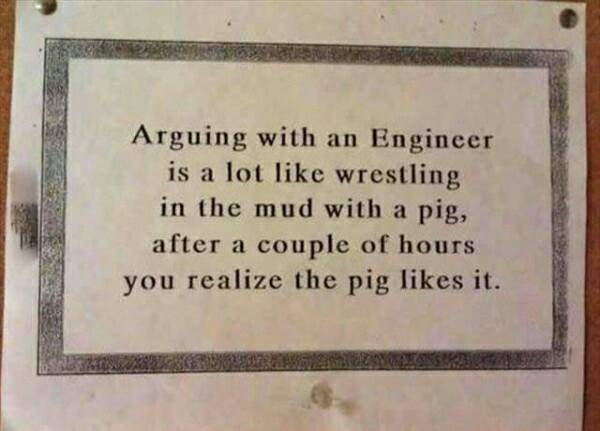 Arguing with an Engineer
is a lot like wrestling
in the mud with a pig,
after a couple of hours
you realize the pig likes it.